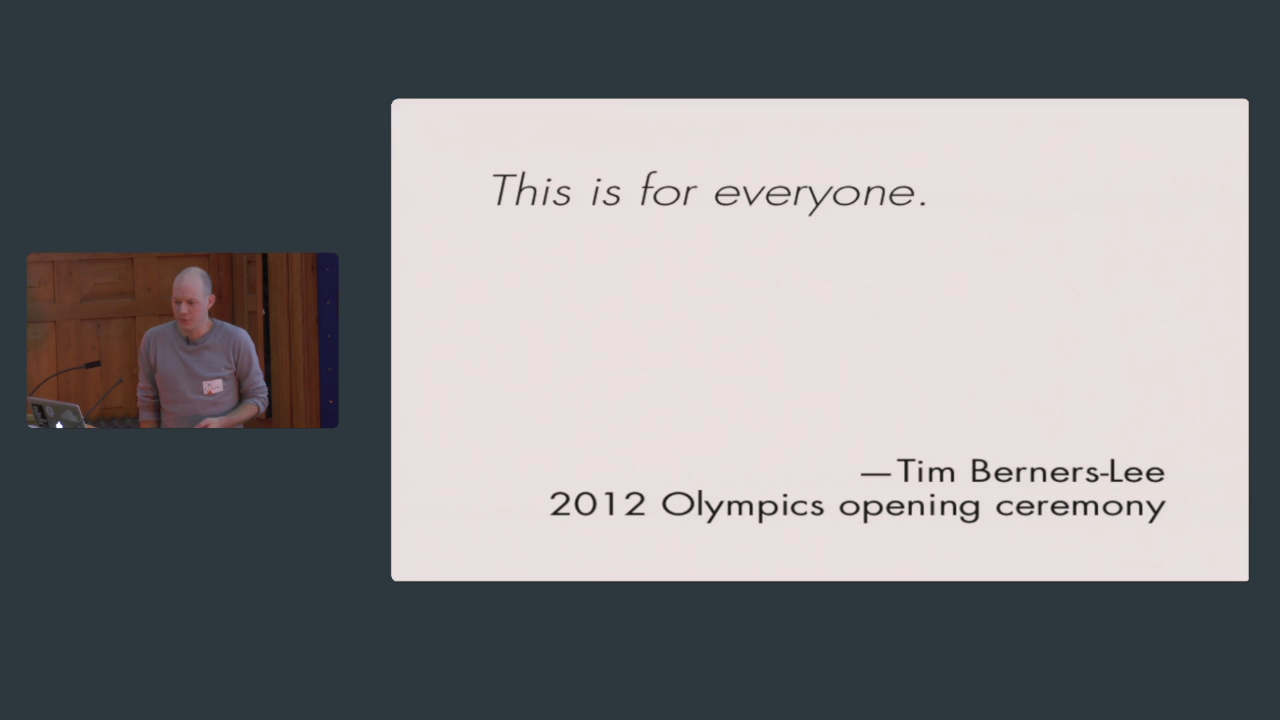 This is for everyone.
—Tim Berners-Lee
2012 Olympics opening ceremony